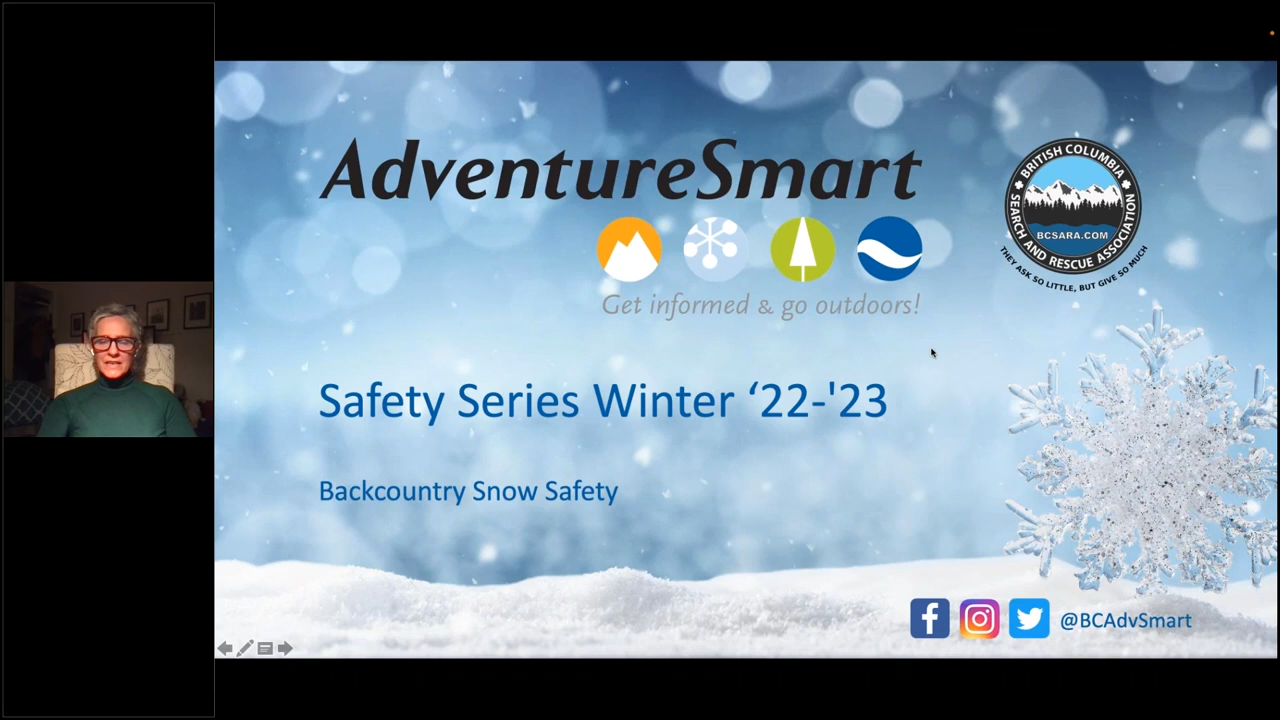 AdventureSmart
Get informed & go outdoors!
BRITISH COLUMBIA
SEARCH AND RESCUE ASSOCIATION
BCSARA.COM
THEY ASK SO LITTLE, BUT GIVE SO MUCH
Safety Series Winter ‘22-'23
Backcountry Snow Safety
@BCAdvSmart